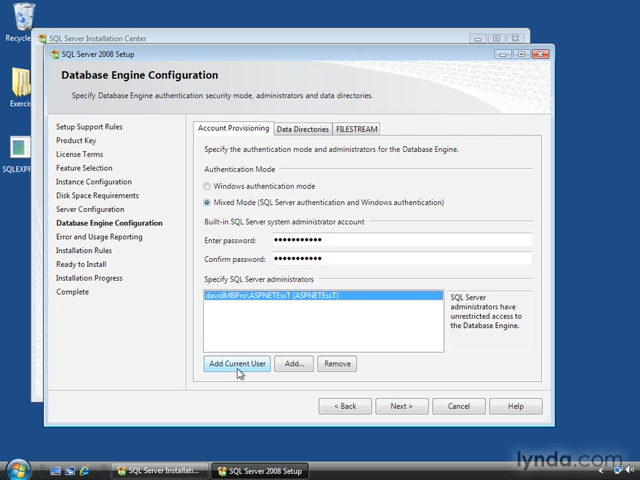 Recycle
Exercis
SQLEXPR
SQL Server Installation Center
SQL Server 2008 Setup
Database Engine Configuration
Specify Database Engine authentication security mode, administrators and data directories.
Setup Support Rules
Product Key
License Terms
Feature Selection
Instance Configuration
Disk Space Requirements
Server Configuration
Database Engine Configuration
Error and Usage Reporting
Installation Rules
Ready to Install
Installation Progress
Complete
Account Provisioning
Data Directories
FILESTREAM
Specify the authentication mode and administrators for the Database Engine.
Authentication Mode
Windows authentication mode
Mixed Mode (SQL Server authentication and Windows authentication)
Built-in SQL Server system administrator account
Enter password: ●●●●●●●●●●●
Confirm password: ●●●●●●●●●●●
Specify SQL Server administrators
davidMBPro\ASPNETEssT (ASPNETEssT)
SQL Server
administrators have
unrestricted access to
the Database Engine.
Add Current User
Add...
Remove
< Back
Next >
Cancel
Help
SQL Server Installati...
SQL Server 2008 Setup
lynda.com